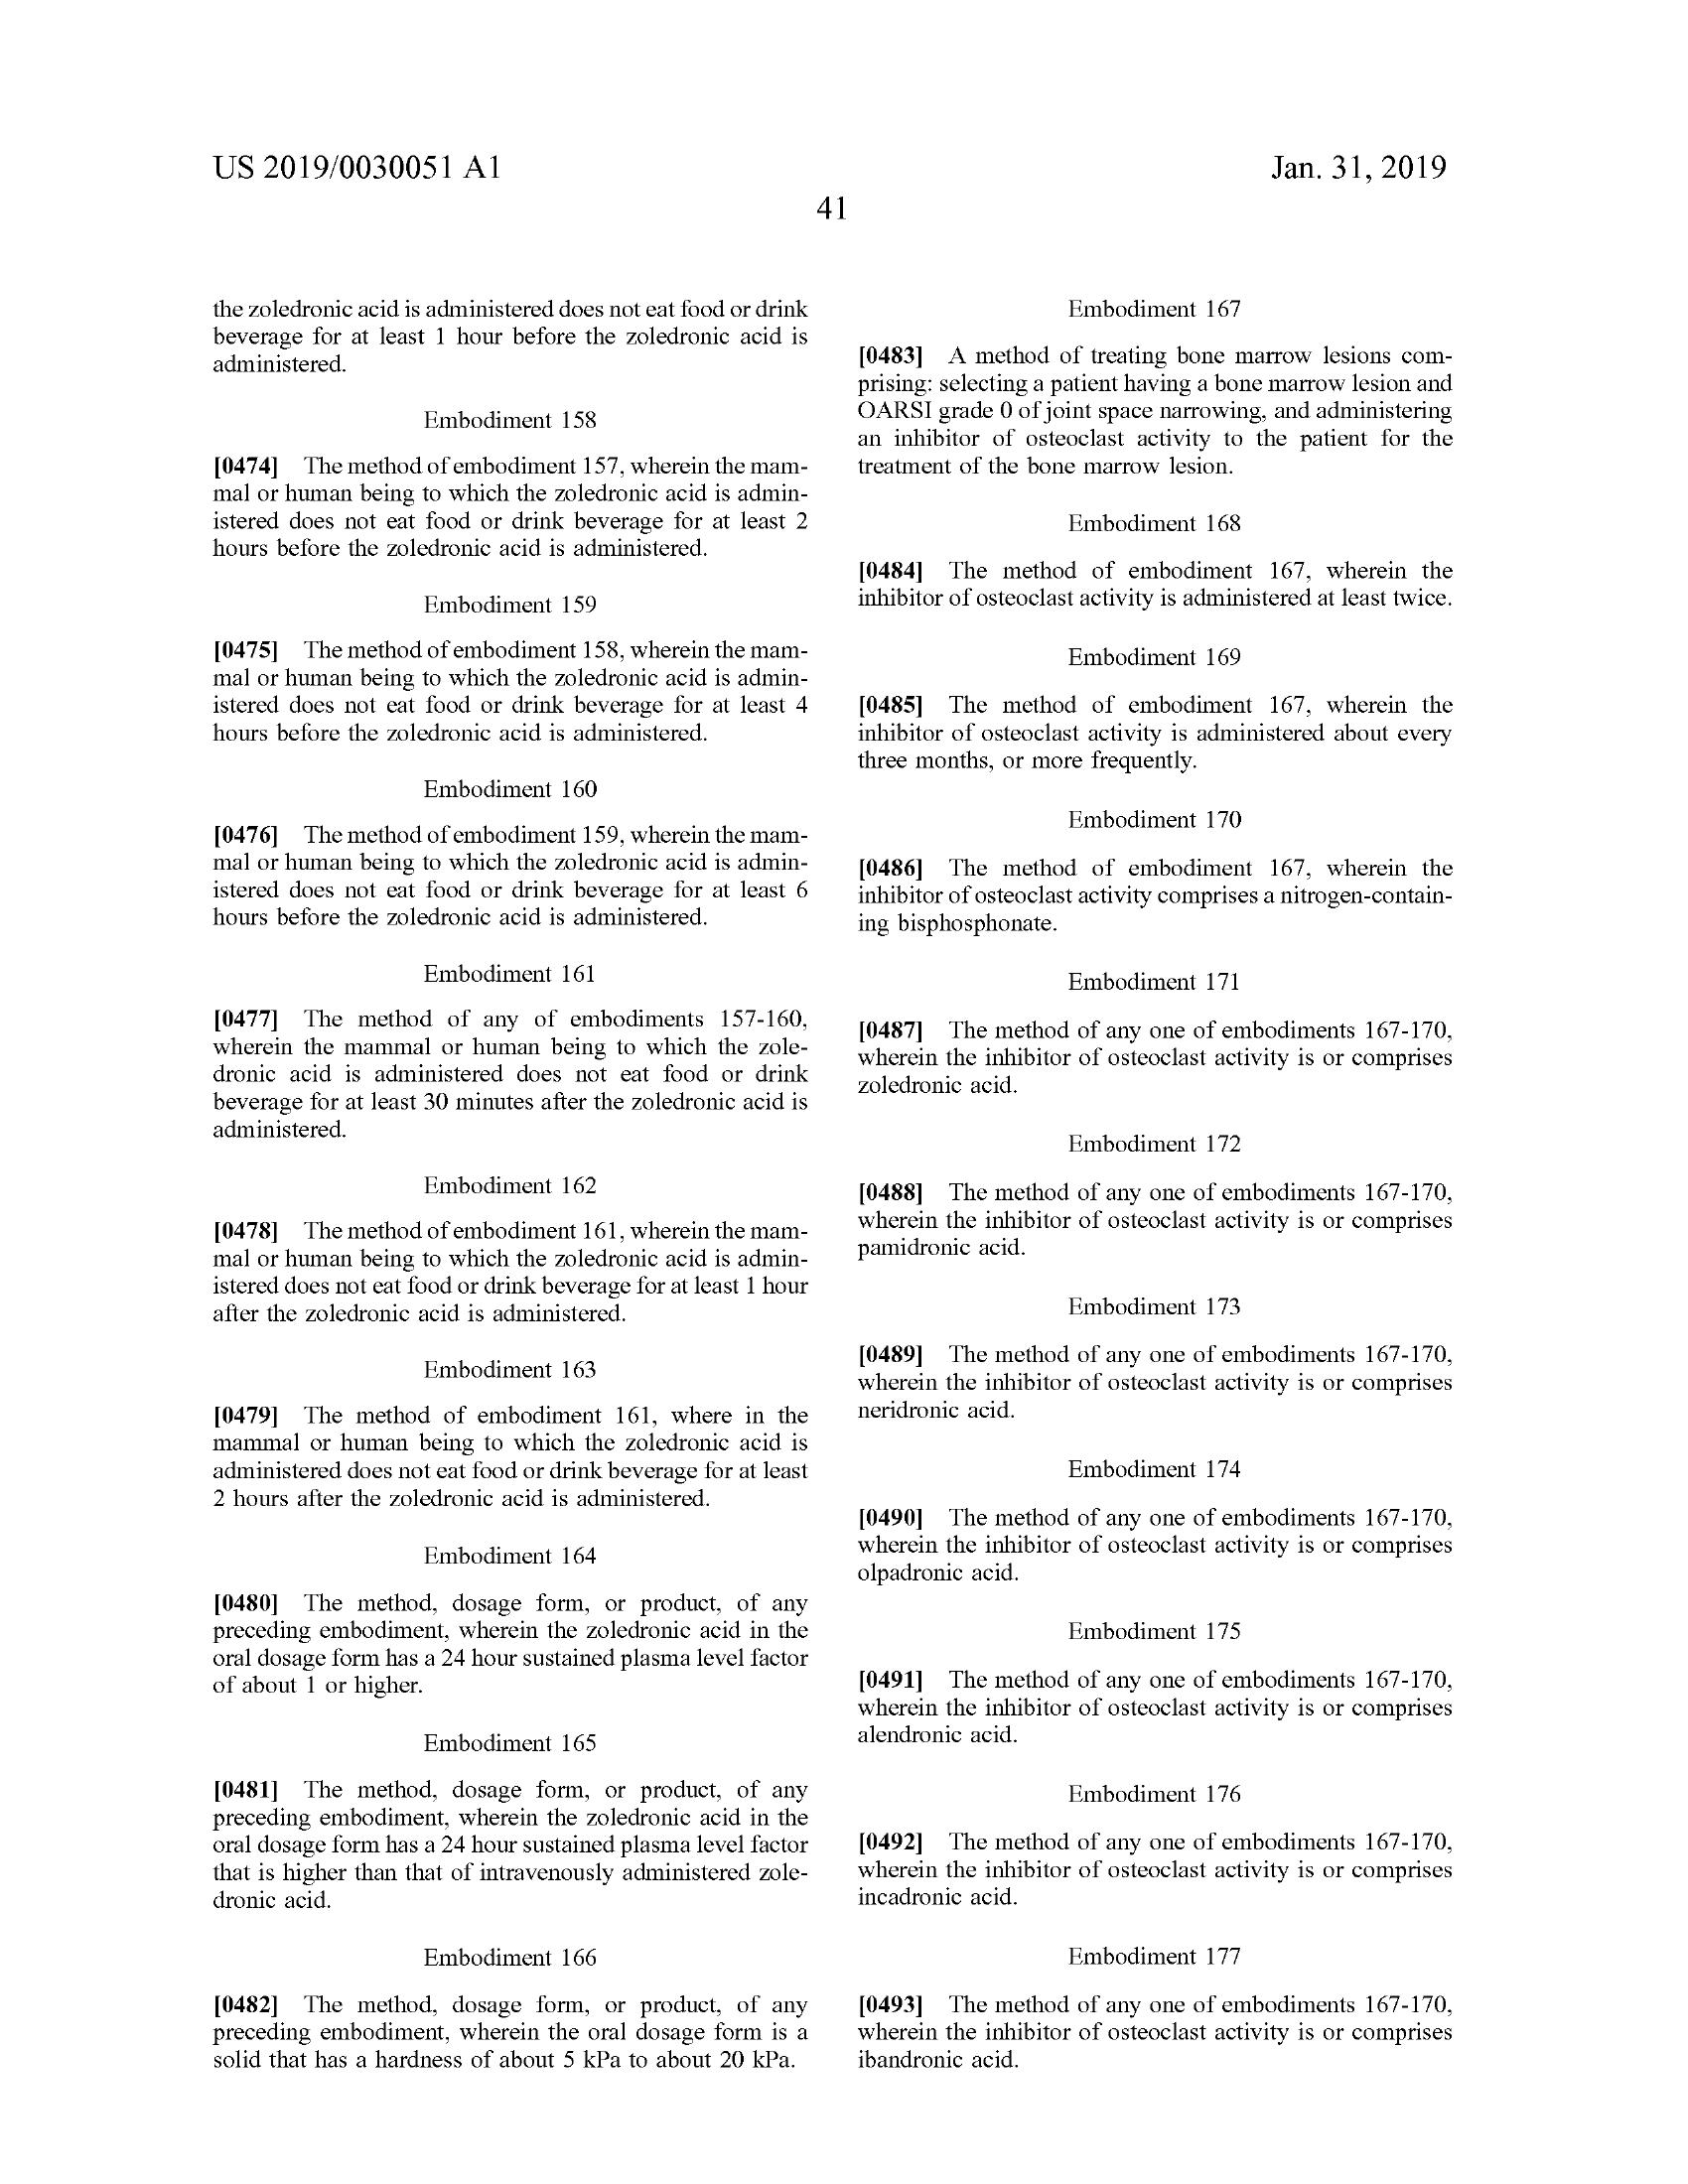 US 2019/0030051 A1
Jan. 31, 2019
41
the zoledronic acid is administered does not eat food or drink
beverage for at least 1 hour before the zoledronic acid is
administered.
Embodiment 158
[0474] The method of embodiment 157, wherein the mam-
mal or human being to which the zoledronic acid is admin-
istered does not eat food or drink beverage for at least 2
hours before the zoledronic acid is administered.
Embodiment 159
[0475] The method of embodiment 158, wherein the mam-
mal or human being to which the zoledronic acid is admin-
istered does not eat food or drink beverage for at least 4
hours before the zoledronic acid is administered.
Embodiment 160
[0476] The method of embodiment 159, wherein the mam-
mal or human being to which the zoledronic acid is admin-
istered does not eat food or drink beverage for at least 6
hours before the zoledronic acid is administered.
Embodiment 161
[0477] The method of any of embodiments 157-160,
wherein the mammal or human being to which the zole-
dronic acid is administered does not eat food or drink
beverage for at least 30 minutes after the zoledronic acid is
administered.
Embodiment 162
[0478] The method of embodiment 161, wherein the mam-
mal or human being to which the zoledronic acid is admin-
istered does not eat food or drink beverage for at least 1 hour
after the zoledronic acid is administered.
Embodiment 163
[0479] The method of embodiment 161, where in the
mammal or human being to which the zoledronic acid is
administered does not eat food or drink beverage for at least
2 hours after the zoledronic acid is administered.
Embodiment 164
[0480] The method, dosage form, or product, of any
preceding embodiment, wherein the zoledronic acid in the
oral dosage form has a 24 hour sustained plasma level factor
of about 1 or higher.
Embodiment 165
[0481] The method, dosage form, or product, of any
preceding embodiment, wherein the zoledronic acid in the
oral dosage form has a 24 hour sustained plasma level factor
that is higher than that of intravenously administered zole-
dronic acid.
Embodiment 166
[0482] The method, dosage form, or product, of any
preceding embodiment, wherein the oral dosage form is a
solid that has a hardness of about 5 kPa to about 20 kPa.
Embodiment 167
[0483] A method of treating bone marrow lesions com-
prising: selecting a patient having a bone marrow lesion and
OARSI grade 0 of joint space narrowing, and administering
an inhibitor of osteoclast activity to the patient for the
treatment of the bone marrow lesion.
Embodiment 168
[0484] The method of embodiment 167, wherein the
inhibitor of osteoclast activity is administered at least twice.
Embodiment 169
[0485] The method of embodiment 167, wherein the
inhibitor of osteoclast activity is administered about every
three months, or more frequently.
Embodiment 170
[0486] The method of embodiment 167, wherein the
inhibitor of osteoclast activity comprises a nitrogen-contain-
ing bisphosphonate.
Embodiment 171
[0487] The method of any one of embodiments 167-170,
wherein the inhibitor of osteoclast activity is or comprises
zoledronic acid.
Embodiment 172
[0488] The method of any one of embodiments 167-170,
wherein the inhibitor of osteoclast activity is or comprises
pamidronic acid.
Embodiment 173
[0489] The method of any one of embodiments 167-170,
wherein the inhibitor of osteoclast activity is or comprises
neridronic acid.
Embodiment 174
[0490] The method of any one of embodiments 167-170,
wherein the inhibitor of osteoclast activity is or comprises
olpadronic acid.
Embodiment 175
[0491] The method of any one of embodiments 167-170,
wherein the inhibitor of osteoclast activity is or comprises
alendronic acid.
Embodiment 176
[0492] The method of any one of embodiments 167-170,
wherein the inhibitor of osteoclast activity is or comprises
incadronic acid.
Embodiment 177
[0493] The method of any one of embodiments 167-170,
wherein the inhibitor of osteoclast activity is or comprises
ibandronic acid.